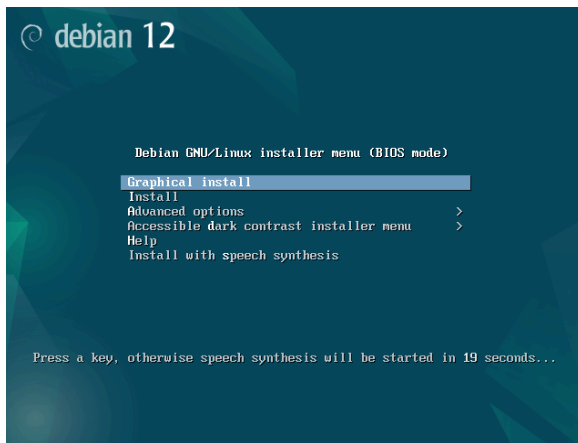 debian 12
Debian GNU/Linux installer menu (BIOS mode)
Graphical install
Install
Advanced options >
Accessible dark contrast installer menu >
Help
Install with speech synthesis
Press a key, otherwise speech synthesis will be started in 19 seconds...